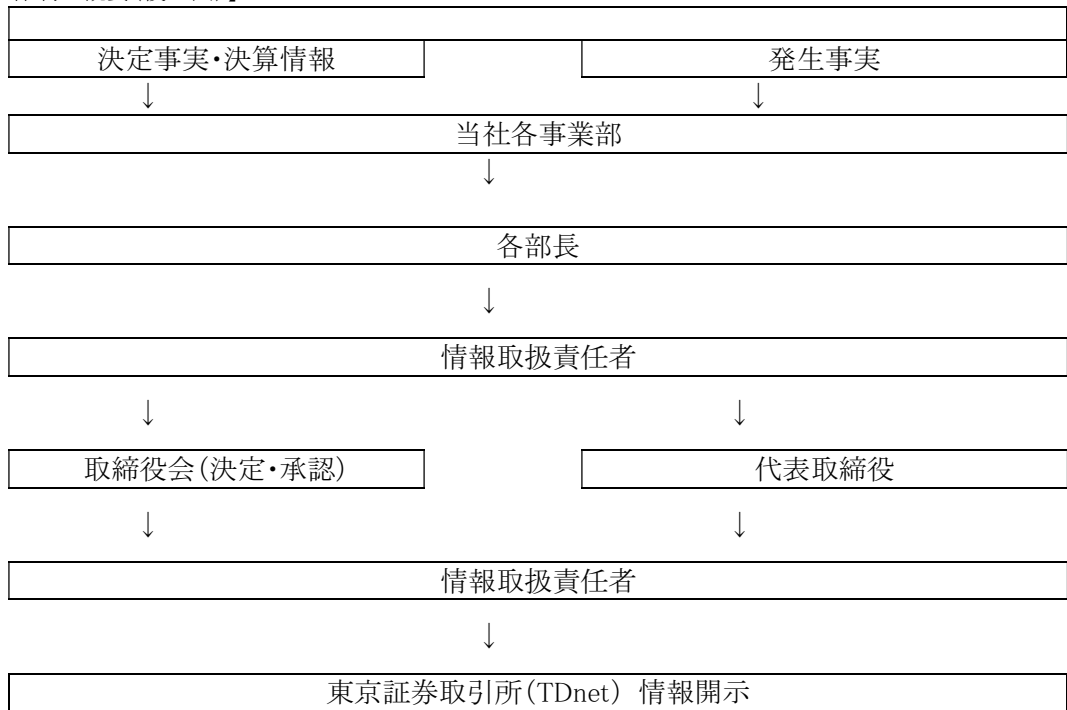 決定事実・決算情報 発生事実
↓ ↓
当社各事業部
↓
各部長
↓
情報取扱責任者
↓ ↓
取締役会(決定・承認) 代表取締役
↓ ↓
情報取扱責任者
↓
東京証券取引所(TDnet) 情報開示